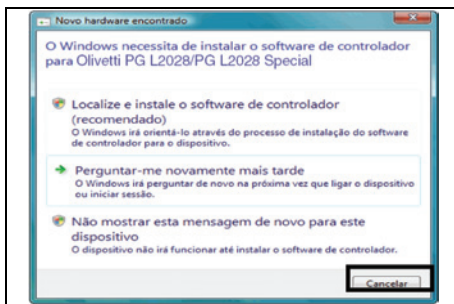 Novo hardware encontrado
O Windows necessita de instalar o software de controlador
para Olivetti PG L2028/PG L2028 Special
Localize e instale o software de controlador
(recomendado)
O Windows irá orientá-lo através do processo de instalação do software
de controlador para o dispositivo.
Perguntar-me novamente mais tarde
O Windows irá perguntar de novo na próxima vez que ligar o dispositivo
ou iniciar sessão.
Não mostrar esta mensagem de novo para este
dispositivo
O dispositivo não irá funcionar até instalar o software de controlador.
Cancelar